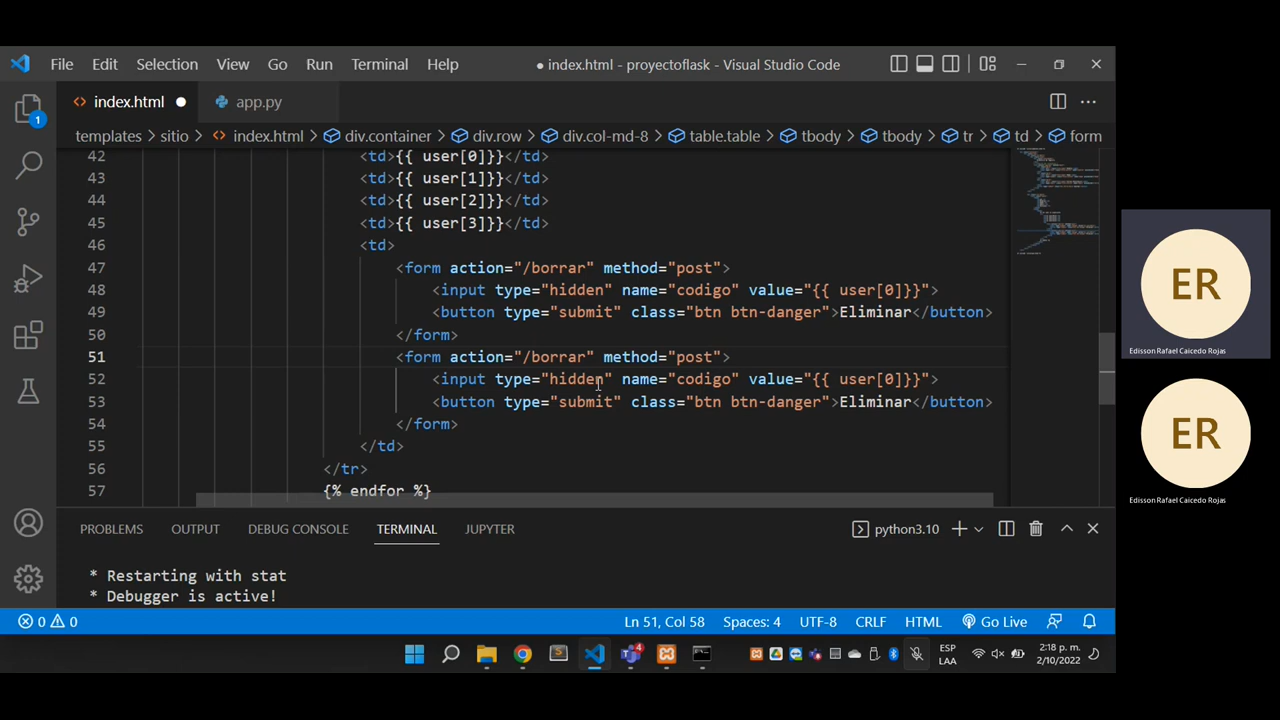 File Edit Selection View Go Run Terminal Help
● index.html - proyectoflask - Visual Studio Code
index.html
app.py
templates > sitio > index.html > div.container > div.row > div.col-md-8 > table.table > tbody > tbody > tr > td > form
42 <td>{{ user[0]}}</td>
43 <td>{{ user[1]}}</td>
44 <td>{{ user[2]}}</td>
45 <td>{{ user[3]}}</td>
46 <td>
47 <form action="/borrar" method="post">
48 <input type="hidden" name="codigo" value="{{ user[0]}}">
49 <button type="submit" class="btn btn-danger">Eliminar</button>
50 </form>
51 <form action="/borrar" method="post">
52 <input type="hidden" name="codigo" value="{{ user[0]}}">
53 <button type="submit" class="btn btn-danger">Eliminar</button>
54 </form>
55 </td>
56 </tr>
57 {% endfor %}
1
PROBLEMS OUTPUT DEBUG CONSOLE TERMINAL JUPYTER
python3.10
* Restarting with stat
* Debugger is active!
0 0
Ln 51, Col 58 Spaces: 4 UTF-8 CRLF HTML Go Live
4
ESP
LAA
2:18 p. m.
2/10/2022
ER
Edisson Rafael Caicedo Rojas
ER
Edisson Rafael Caicedo Rojas